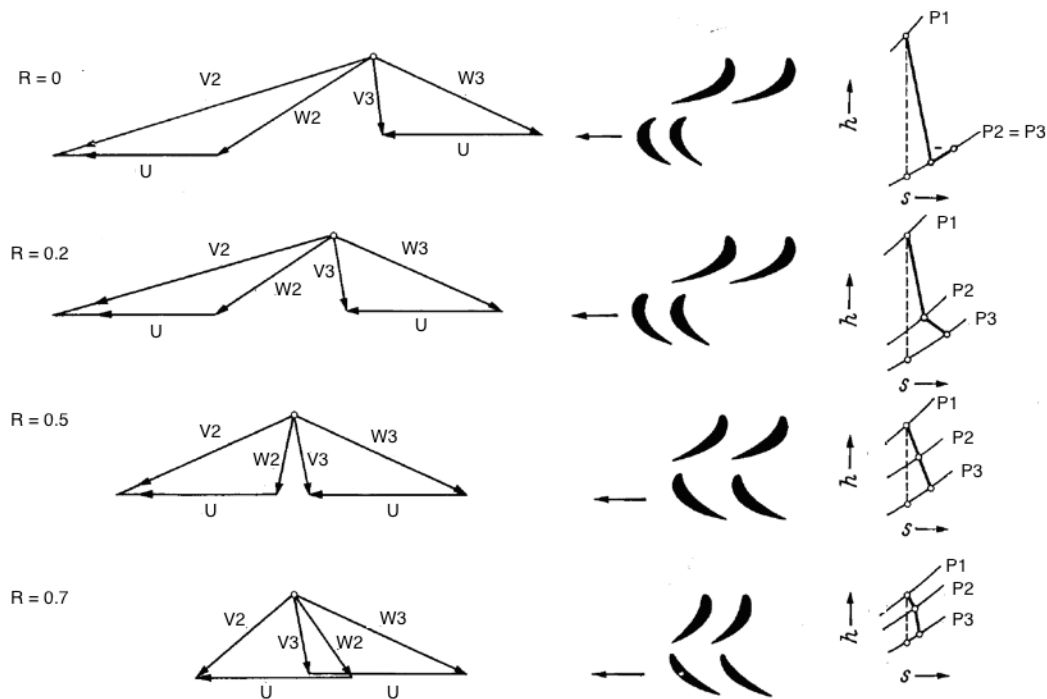 R = 0
V2
W2
V3
W3
U
U
h
P1
P2 = P3
S
R = 0.2
V2
W2
V3
W3
U
U
h
P1
P2
P3
S
R = 0.5
V2
W2
V3
W3
U
U
h
P1
P2
P3
S
R = 0.7
V2
V3
W2
W3
U
U
h
P1
P2
P3
S